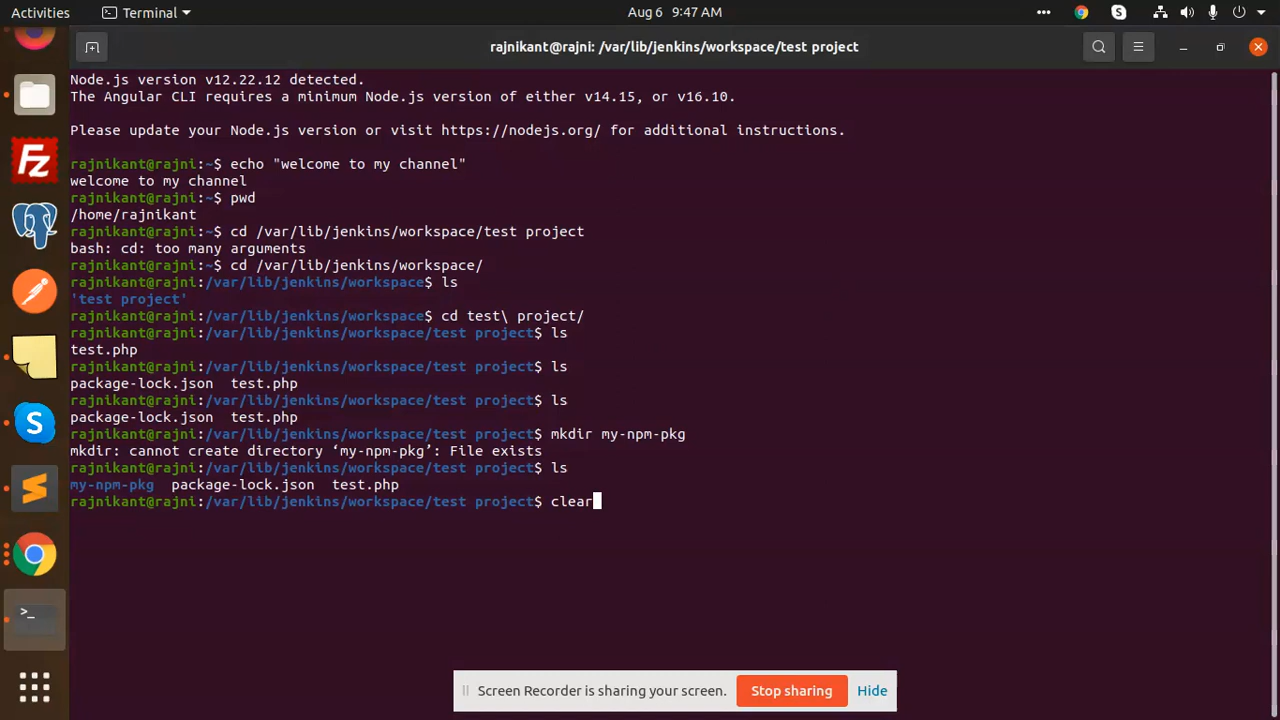 Activities
Terminal
Aug 6 9:47 AM
rajnikant@rajni: /var/lib/jenkins/workspace/test project
Node.js version v12.22.12 detected.
The Angular CLI requires a minimum Node.js version of either v14.15, or v16.10.
Please update your Node.js version or visit https://nodejs.org/ for additional instructions.
rajnikant@rajni:~$ echo "welcome to my channel"
welcome to my channel
rajnikant@rajni:~$ pwd
/home/rajnikant
rajnikant@rajni:~$ cd /var/lib/jenkins/workspace/test project
bash: cd: too many arguments
rajnikant@rajni:~$ cd /var/lib/jenkins/workspace/
rajnikant@rajni:/var/lib/jenkins/workspace$ ls
'test project'
rajnikant@rajni:/var/lib/jenkins/workspace$ cd test\ project/
rajnikant@rajni:/var/lib/jenkins/workspace/test project$ ls
test.php
rajnikant@rajni:/var/lib/jenkins/workspace/test project$ ls
package-lock.json  test.php
rajnikant@rajni:/var/lib/jenkins/workspace/test project$ ls
package-lock.json  test.php
rajnikant@rajni:/var/lib/jenkins/workspace/test project$ mkdir my-npm-pkg
mkdir: cannot create directory ‘my-npm-pkg’: File exists
rajnikant@rajni:/var/lib/jenkins/workspace/test project$ ls
my-npm-pkg  package-lock.json  test.php
rajnikant@rajni:/var/lib/jenkins/workspace/test project$ clear
Screen Recorder is sharing your screen.
Stop sharing
Hide